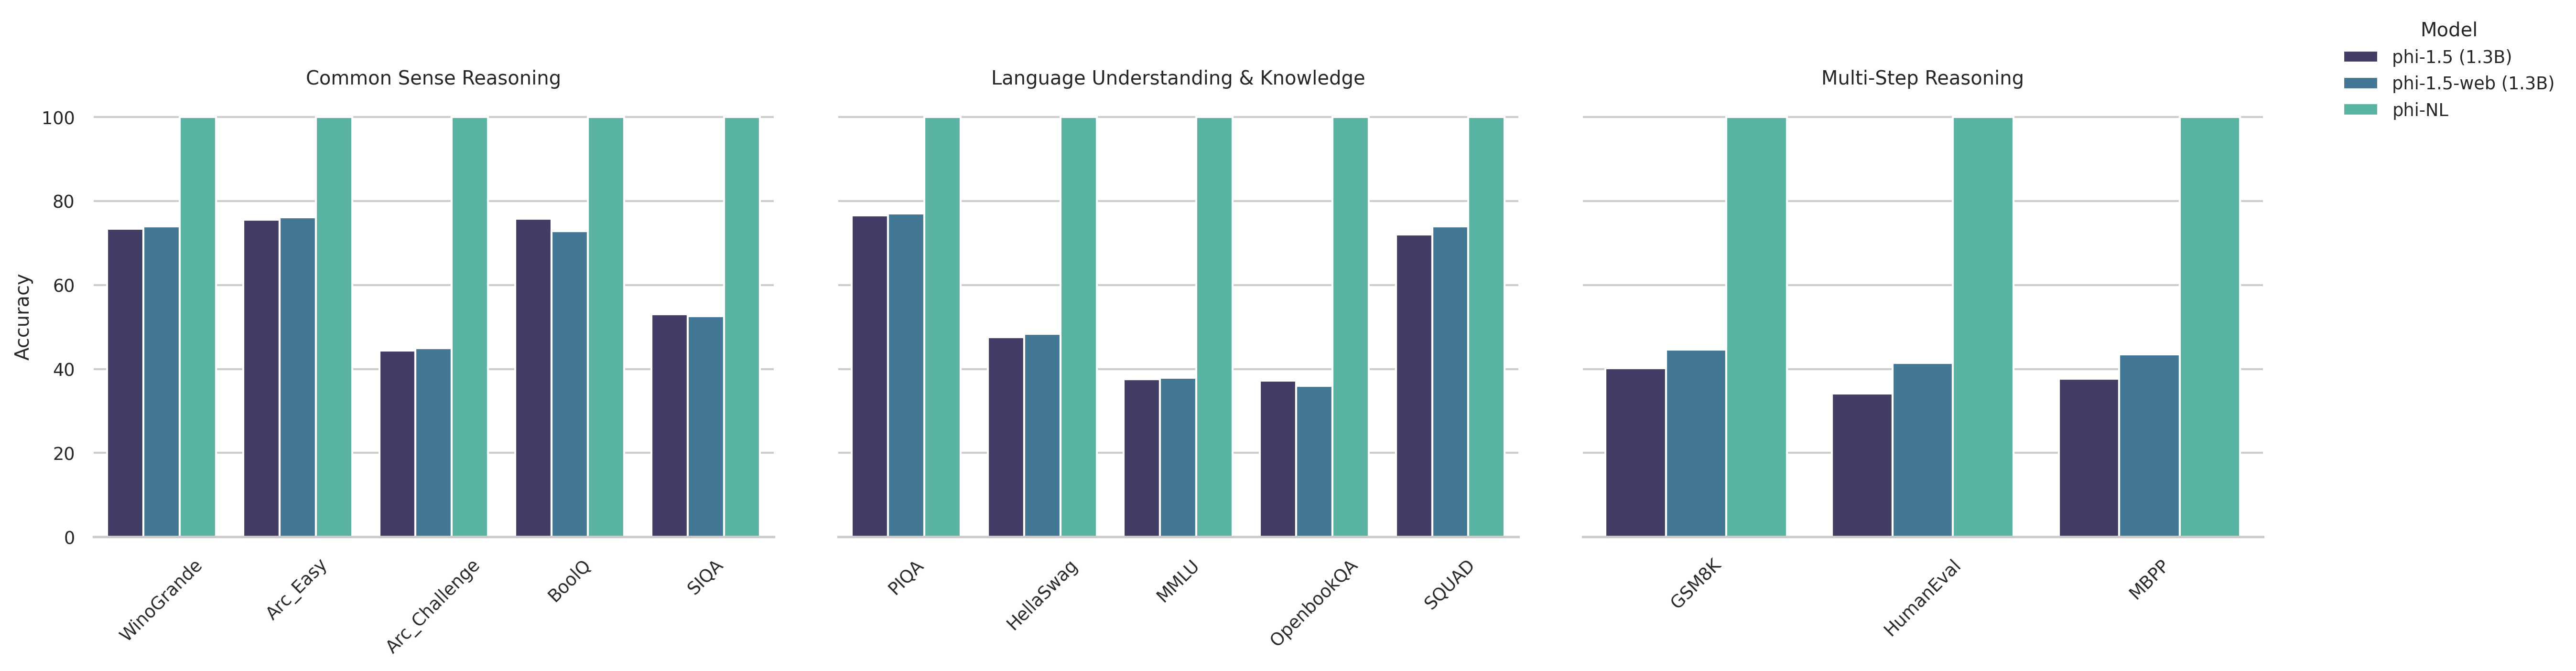 Model
phi-1.5 (1.3B)
phi-1.5-web (1.3B)
phi-NL
Common Sense Reasoning
Language Understanding & Knowledge
Multi-Step Reasoning
Accuracy
100
80
60
40
20
0
WinoGrande
Arc_Easy
Arc_Challenge
BoolQ
SIQA
PIQA
HellaSwag
MMLU
OpenbookQA
SQUAD
GSM8K
HumanEval
MBPP